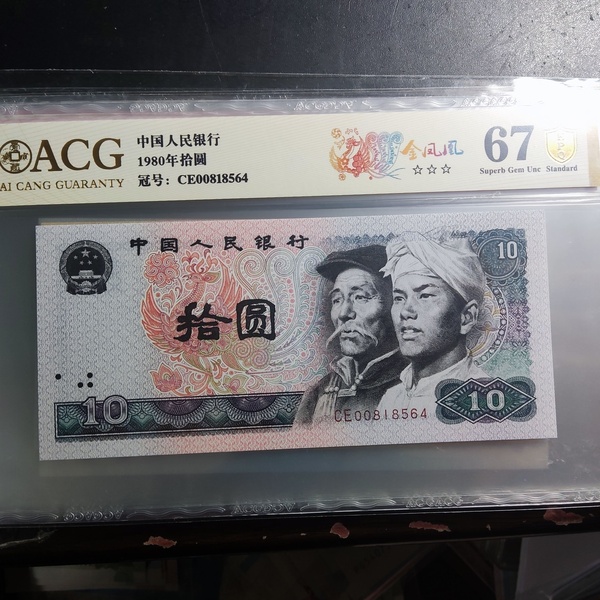 ACG
AI CANG GUARANTY
中国人民银行
1980年拾圆
冠号：CE00818564
金凤凰
67
Superb Gem Unc Standard
中国人民银行
10
拾圆
10
CE00818564
10